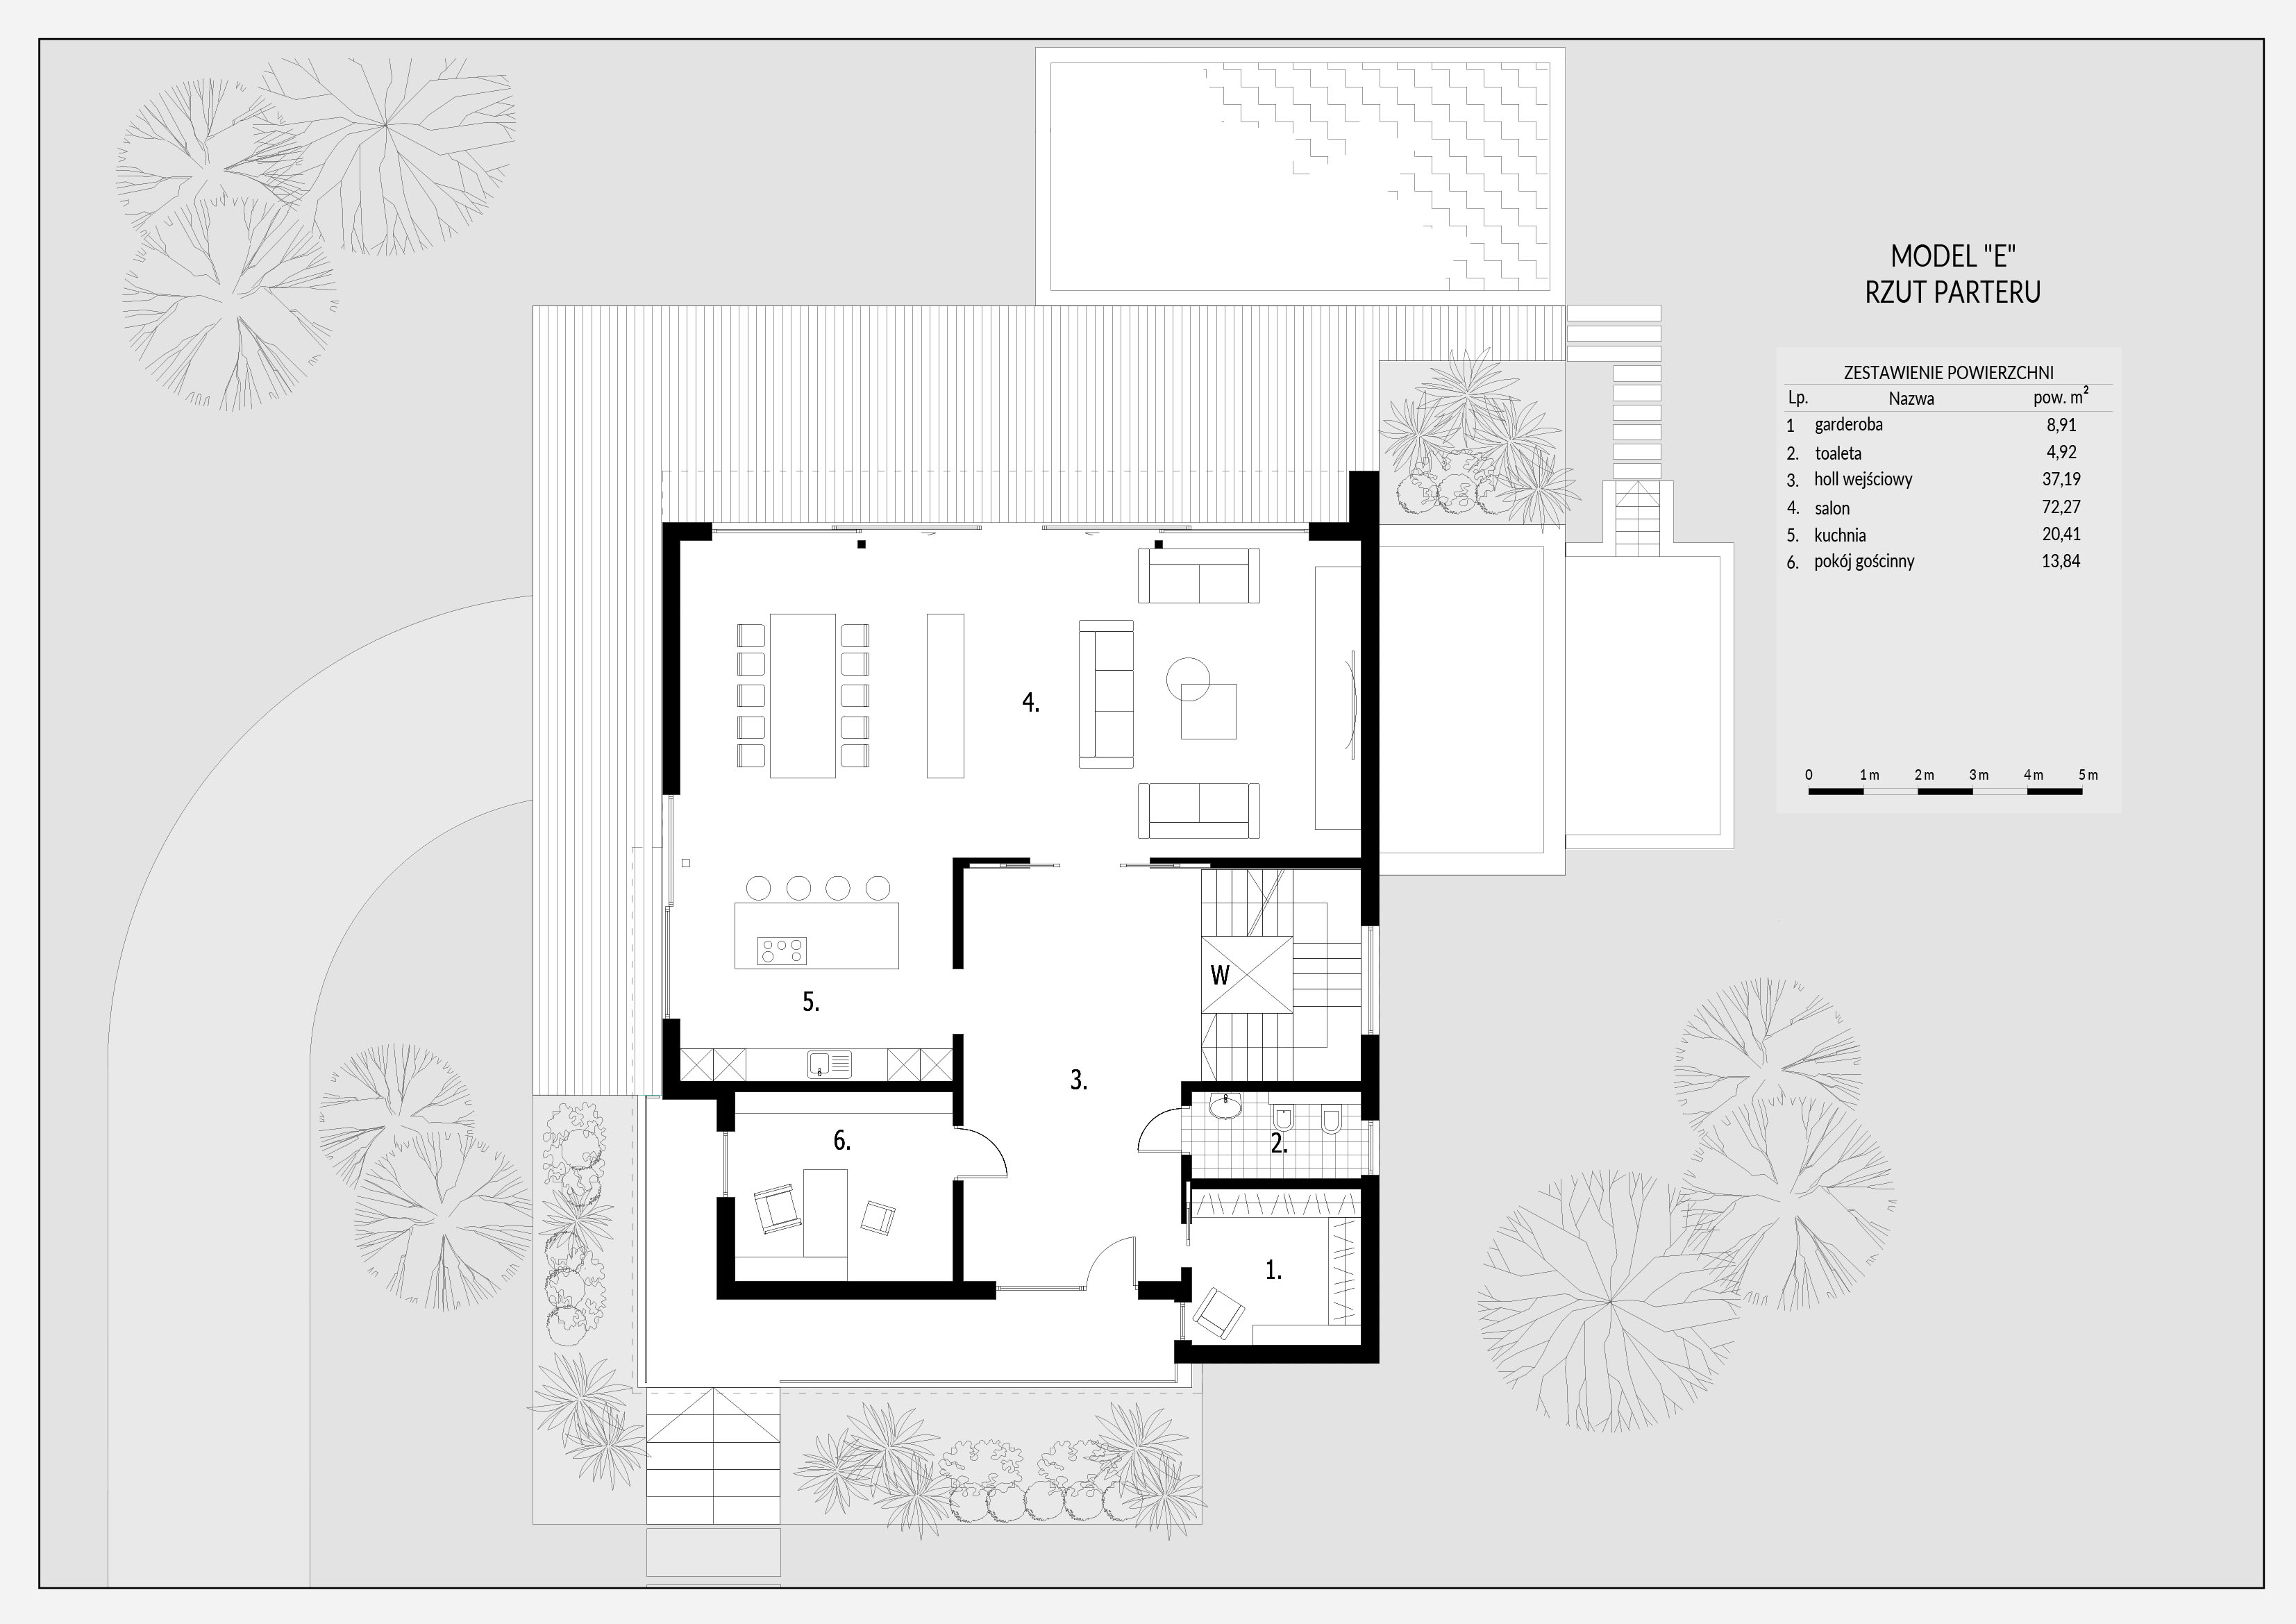 MODEL "E"
RZUT PARTERU
ZESTAWIENIE POWIERZCHNI
Lp. Nazwa pow. m²
1 garderoba 8,91
2. toaleta 4,92
3. holl wejściowy 37,19
4. salon 72,27
5. kuchnia 20,41
6. pokój gościnny 13,84
0 1 m 2 m 3 m 4 m 5 m
4.
W
5.
3.
6.
2.
1.